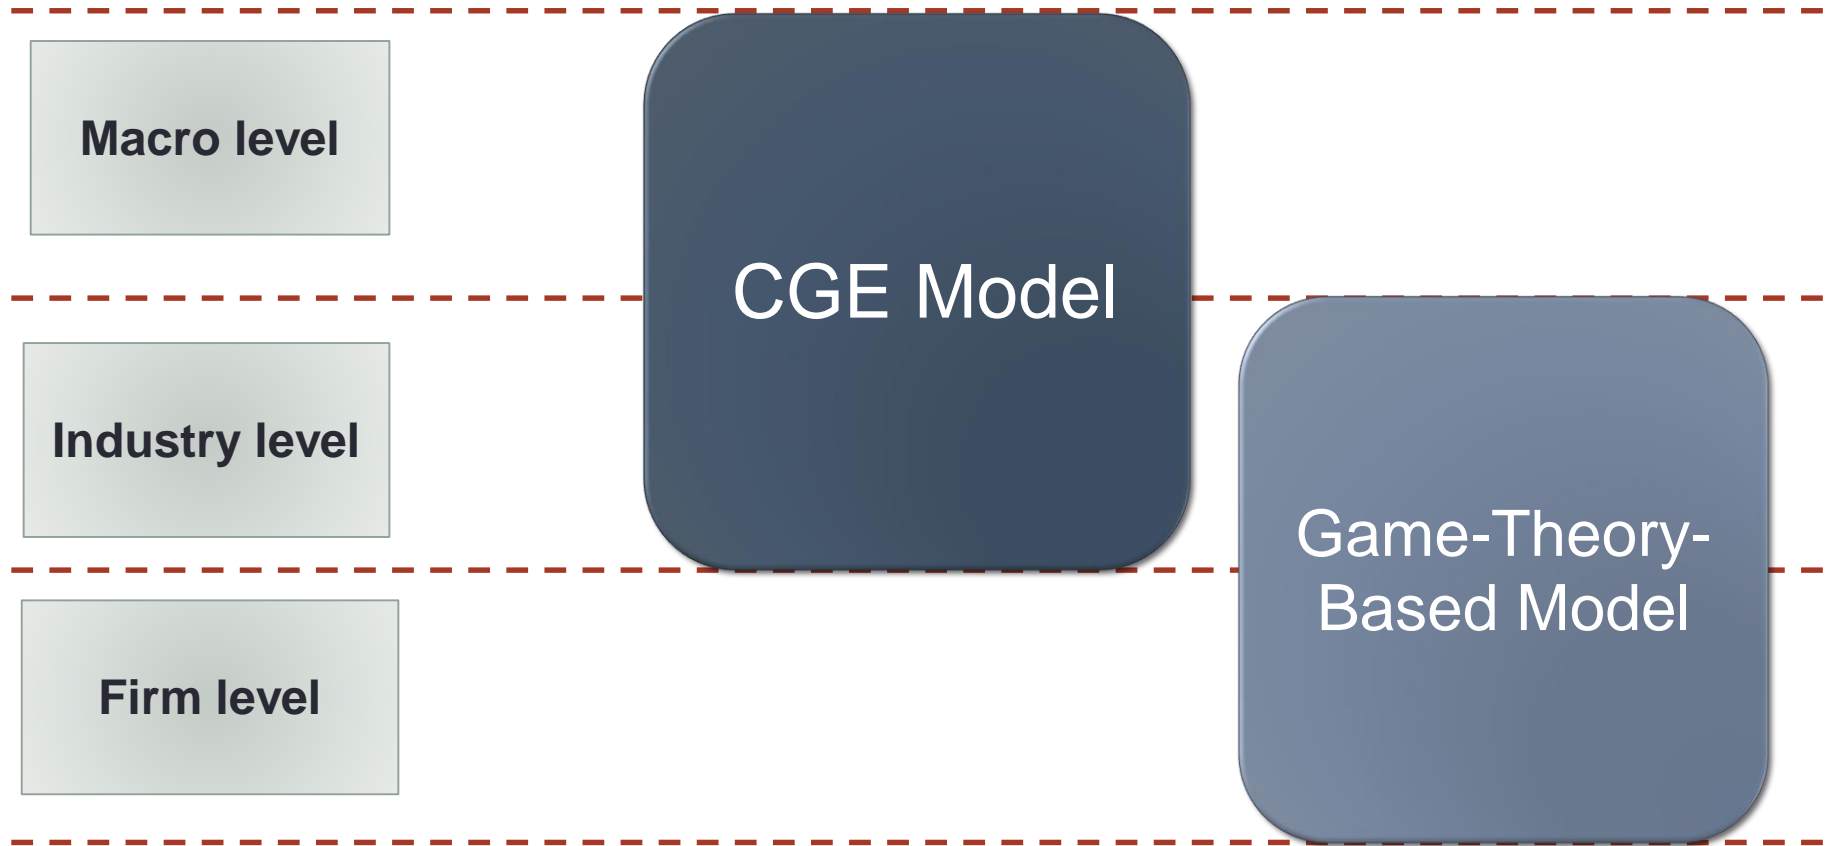 Macro level
CGE Model
Industry level
Game-Theory-
Based Model
Firm level